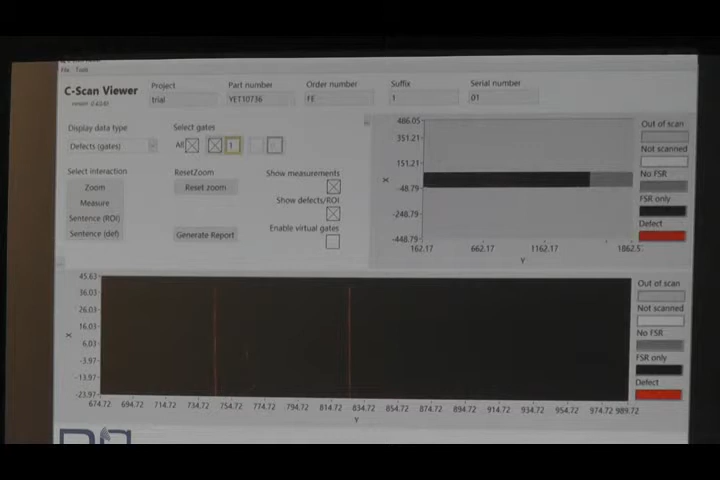 File Tools
C-Scan Viewer
Project
trial
Part number
YET10736
Order number
FE
Suffix
1
Serial number
01
Display data type
Defects (gates)
Select gates
All
1
Select interaction
Zoom
Measure
Sentence (ROI)
Sentence (def)
ResetZoom
Reset zoom
Generate Report
Show measurements
Show defects/ROI
Enable virtual gates
486.05
351.21
151.21
-48.79
-248.79
-448.79
X
162.17 662.17 1162.17 1862.5
Y
Out of scan
Not scanned
No FSR
FSR only
Defect
45.63
36.03
26.03
16.03
6.03
-3.97
-13.97
-23.97
X
674.72 694.72 714.72 734.72 754.72 774.72 794.72 814.72 834.72 854.72 874.72 894.72 914.72 934.72 954.72 974.72 989.72
Y
Out of scan
Not scanned
No FSR
FSR only
Defect